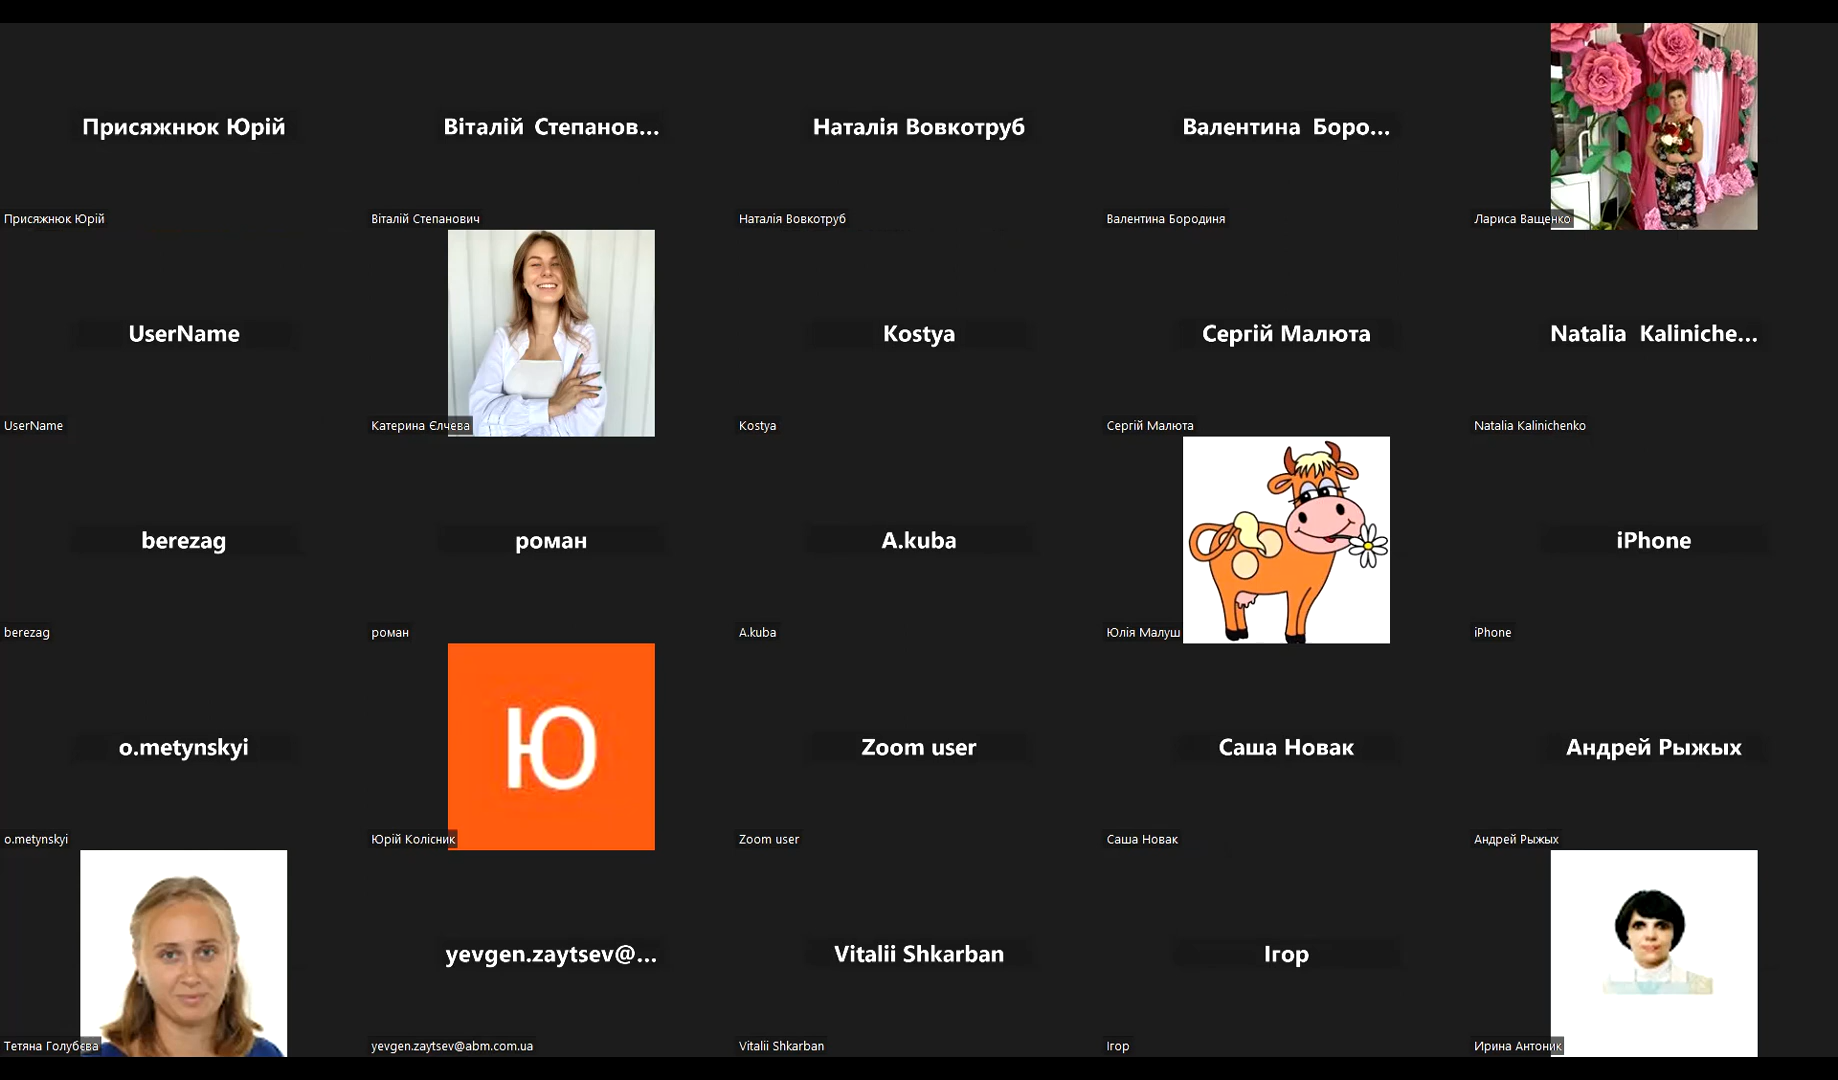 Присяжнюк Юрій
Віталій Степанов...
Наталія Вовкотруб
Валентина Боро...
Присяжнюк Юрій
Віталій Степанович
Наталія Вовкотруб
Валентина Бородиня
Лариса Ващенко
UserName
Kostya
Сергій Малюта
Natalia Kaliniche...
UserName
Катерина Єлчева
Kostya
Сергій Малюта
Natalia Kalinichenko
berezag
роман
A.kuba
iPhone
berezag
роман
A.kuba
Юлія Малуш
iPhone
o.metynskyi
Ю
Zoom user
Саша Новак
Андрей Рыжых
o.metynskyi
Юрій Колісник
Zoom user
Саша Новак
Андрей Рыжых
yevgen.zaytsev@...
Vitalii Shkarban
Ігор
Тетяна Голубєва
yevgen.zaytsev@abm.com.ua
Vitalii Shkarban
Ігор
Ирина Антоник